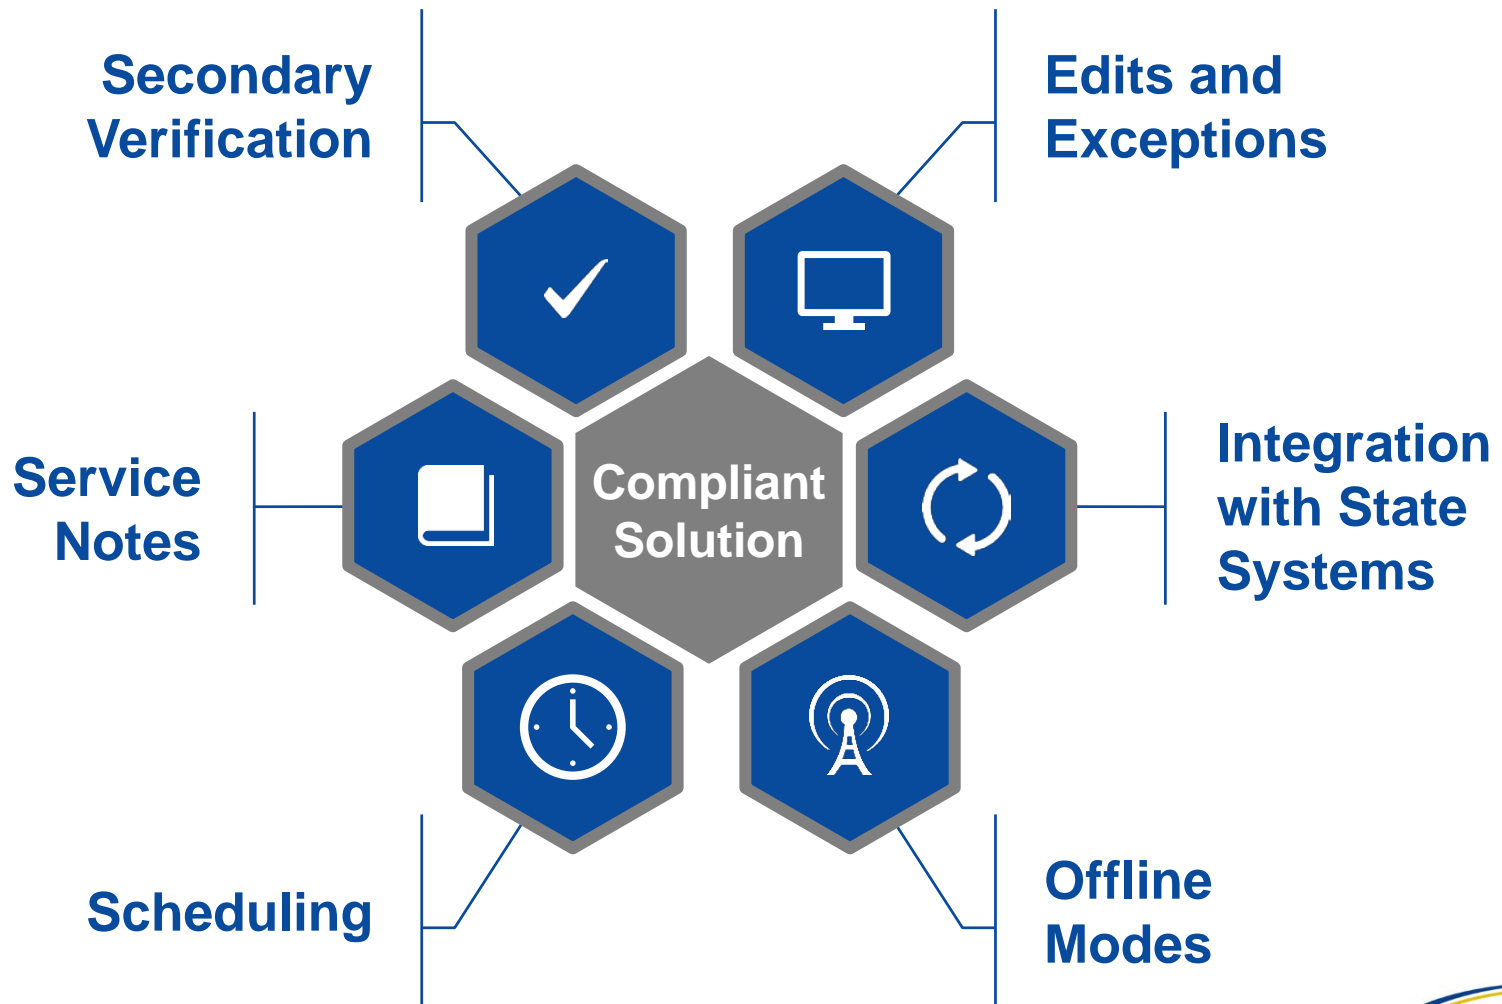 Secondary
Verification
Edits and
Exceptions
Service
Notes
Compliant
Solution
Integration
with State
Systems
Scheduling
Offline
Modes